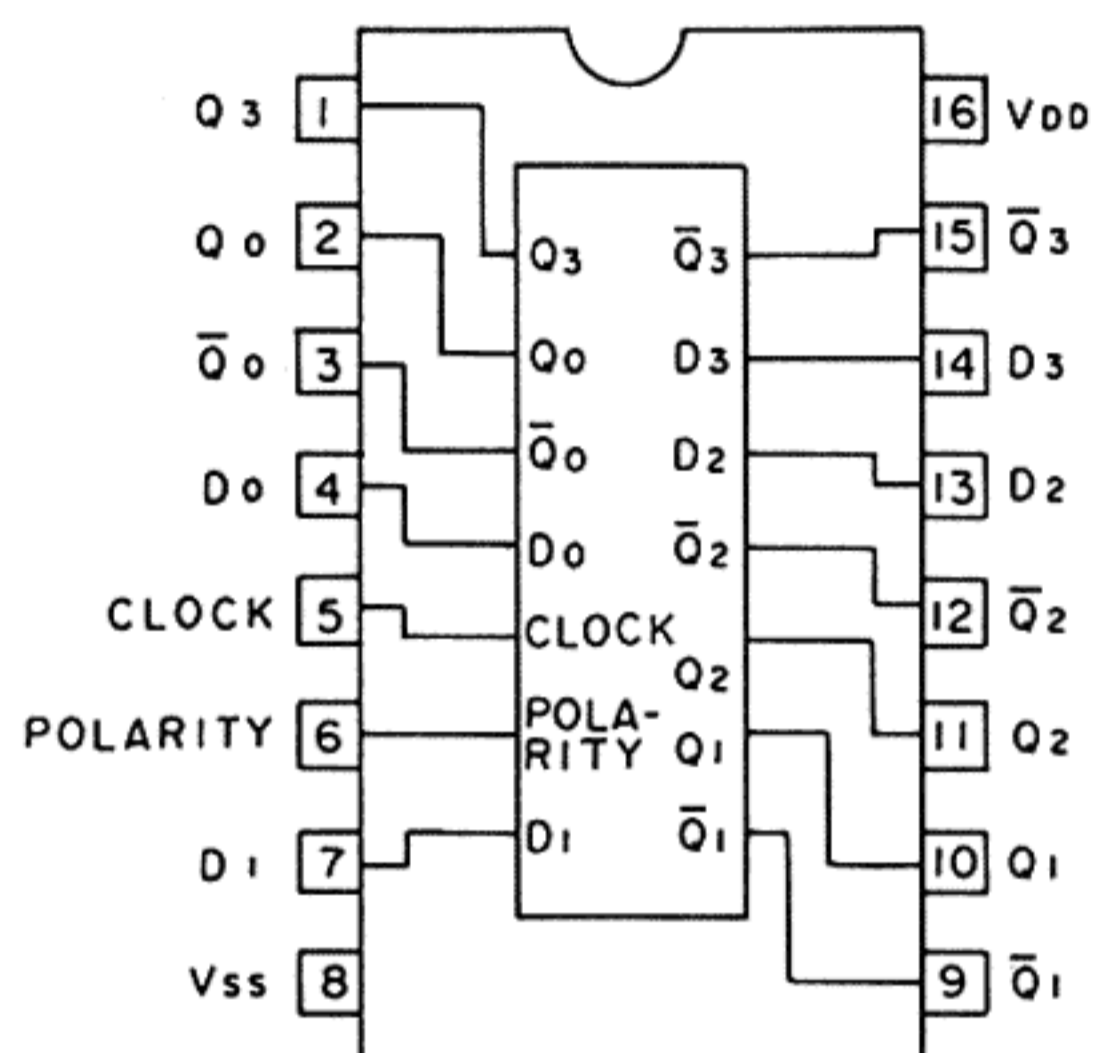 Q3 1 16 VDD
Q0 2 15 Q̅3
Q3 Q̅3
Q̅0 3 14 D3
Q0 D3
Q̅0 D2
D0 4 13 D2
D0 Q̅2
CLOCK 5 12 Q̅2
CLOCK
Q2
POLARITY 6 11 Q2
POLA-
RITY Q1
D1 7 10 Q1
D1 Q̅1
Vss 8 9 Q̅1